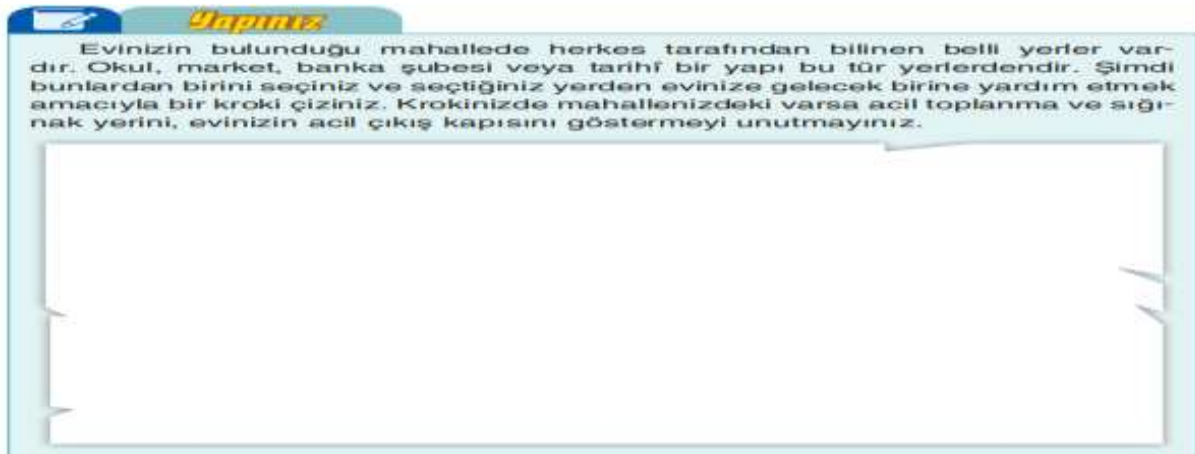 Yapınız
Evinizin bulunduğu mahallede herkes tarafından bilinen belli yerler var-
dır. Okul, market, banka şubesi veya tarihî bir yapı bu tür yerlerdendir. Şimdi
bunlardan birini seçiniz ve seçtiğiniz yerden evinize gelecek birine yardım etmek
amacıyla bir kroki çiziniz. Krokinizde mahallenizdeki varsa acil toplanma ve sığı-
nak yerini, evinizin acil çıkış kapısını göstermeyi unutmayınız.